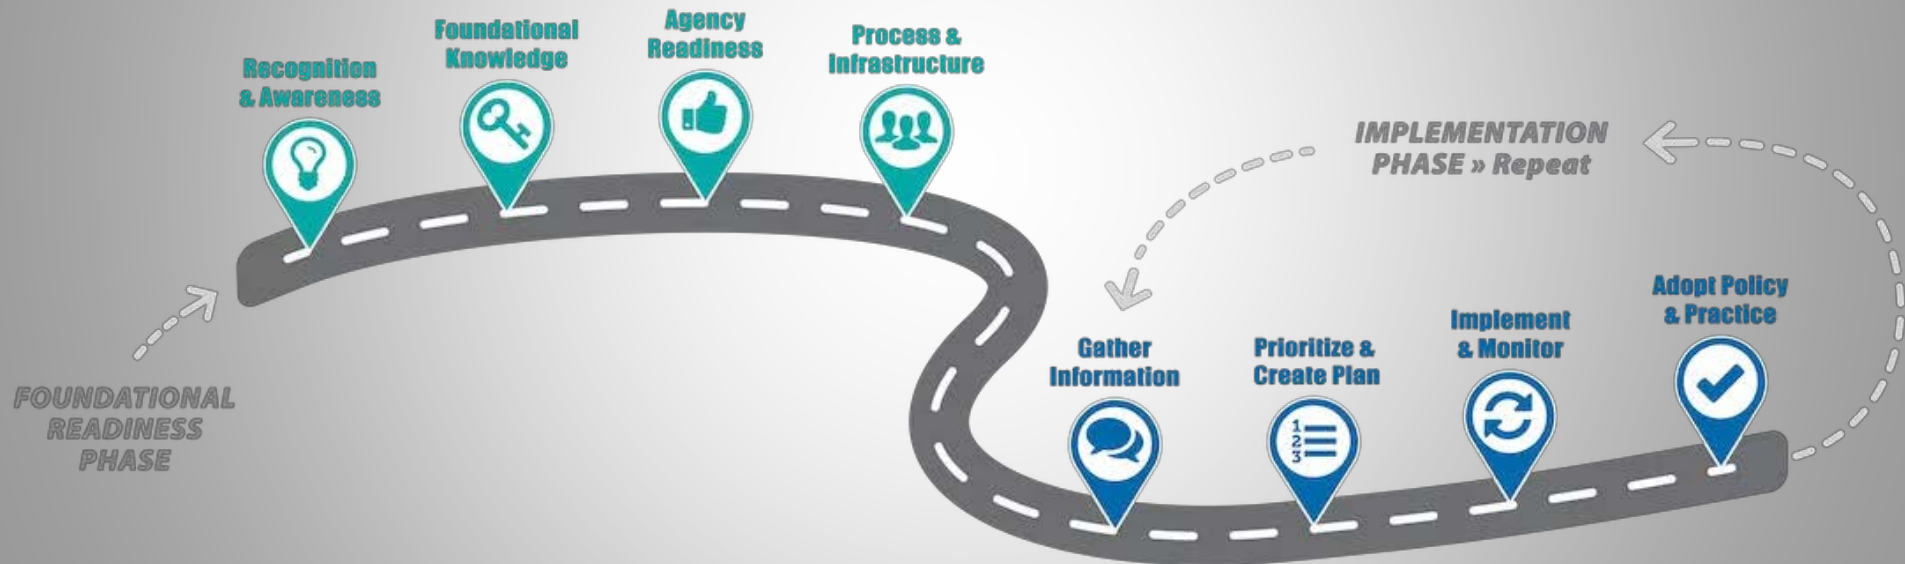 Recognition
& Awareness
Foundational
Knowledge
Agency
Readiness
Process &
Infrastructure
FOUNDATIONAL
READINESS
PHASE
IMPLEMENTATION
PHASE » Repeat
Gather
Information
Prioritize &
Create Plan
1
2
3
Implement
& Monitor
Adopt Policy
& Practice